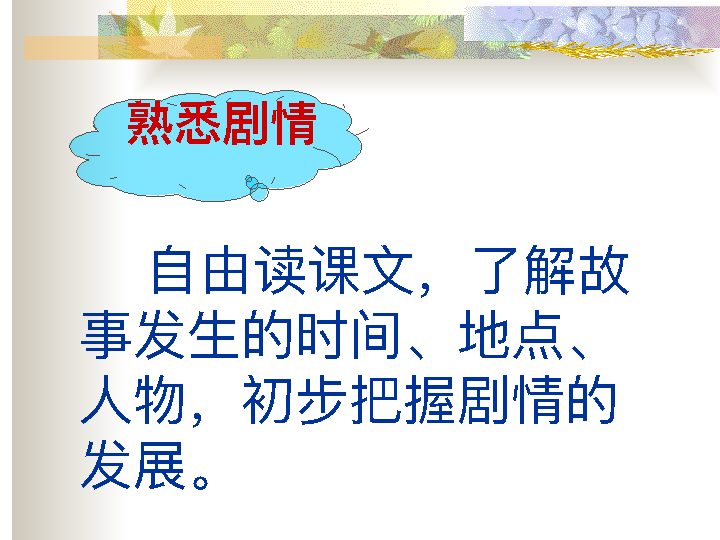 熟悉剧情
自由读课文，了解故
事发生的时间、地点、
人物，初步把握剧情的
发展。